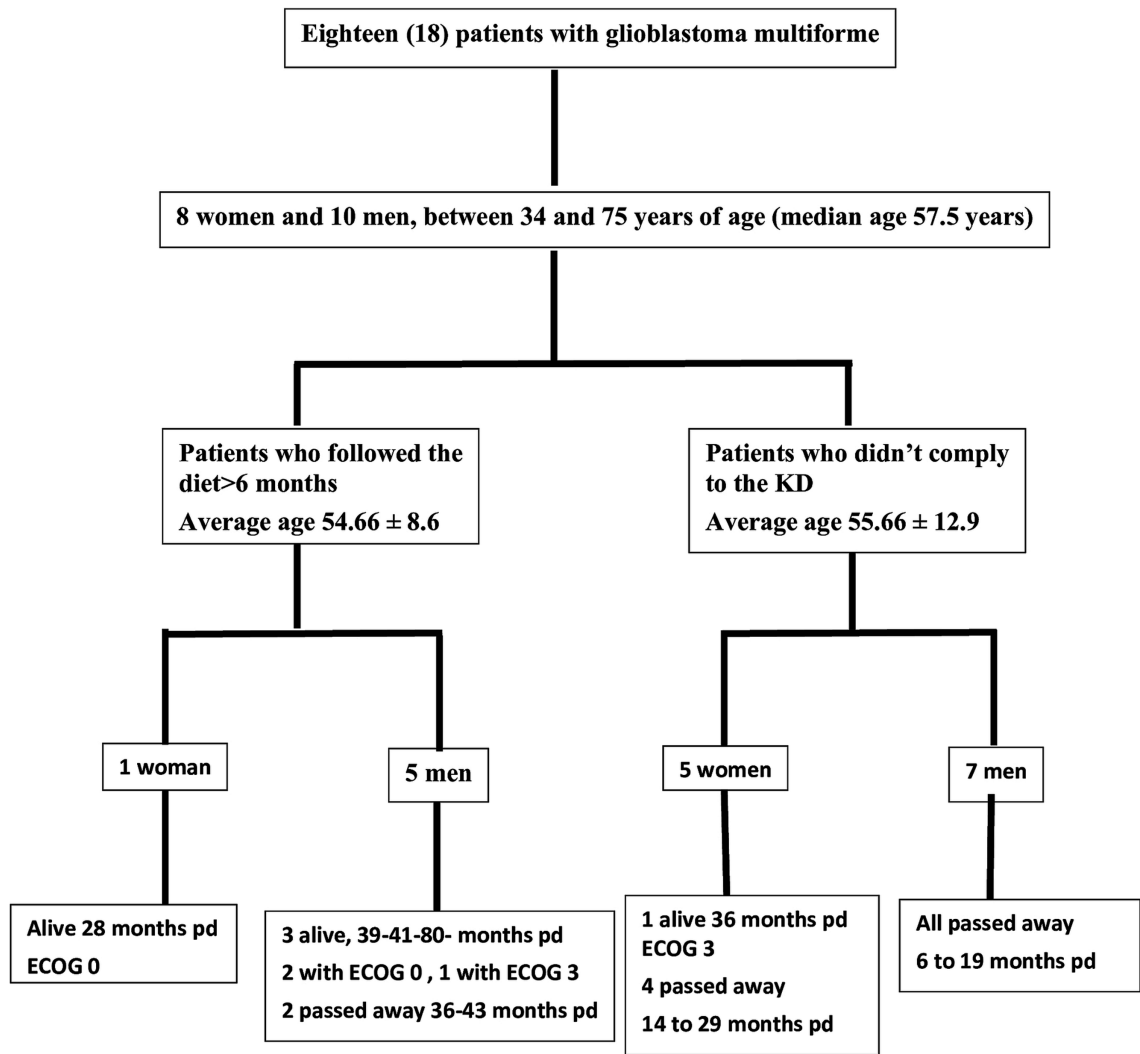 Eighteen (18) patients with glioblastoma multiforme
8 women and 10 men, between 34 and 75 years of age (median age 57.5 years)
Patients who followed the
diet>6 months
Average age 54.66 ± 8.6
Patients who didn’t comply
to the KD
Average age 55.66 ± 12.9
1 woman
5 men
5 women
7 men
Alive 28 months pd
ECOG 0
3 alive, 39-41-80- months pd
2 with ECOG 0 , 1 with ECOG 3
2 passed away 36-43 months pd
1 alive 36 months pd
ECOG 3
4 passed away
14 to 29 months pd
All passed away
6 to 19 months pd